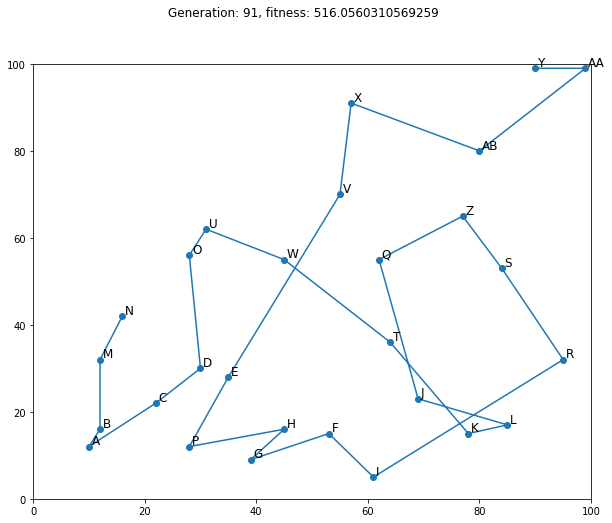 Generation: 91, fitness: 516.0560310569259
100
Y
AA
X
80
AB
V
Z
U
60
O
W
Q
S
N
40
T
M
R
D
E
J
20
C
L
B
H
F
K
A
P
G
I
0
0
20
40
60
80
100